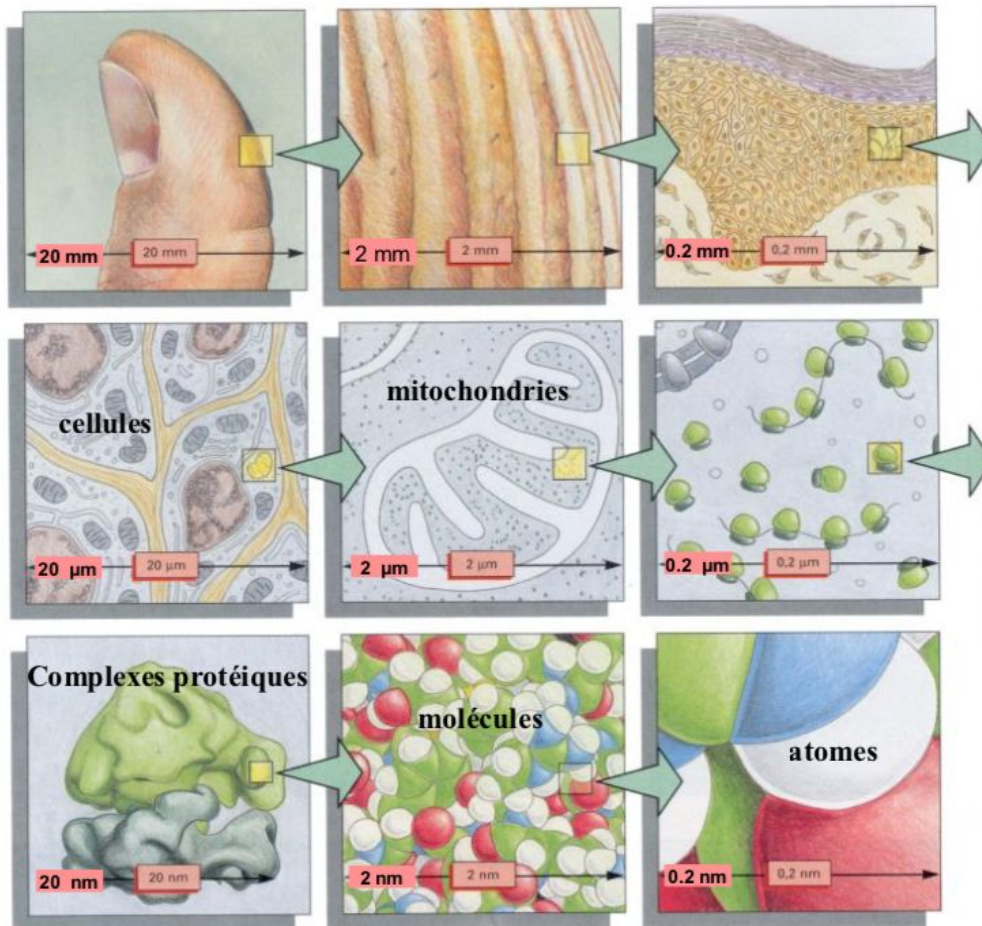 20 mm 20 mm
2 mm 2 mm
0.2 mm 0,2 mm
cellules
20 µm 20 µm
mitochondries
2 µm 2 µm
0.2 µm 0,2 µm
Complexes protéiques
20 nm 20 nm
molécules
2 nm 2 nm
atomes
0.2 nm 0,2 nm